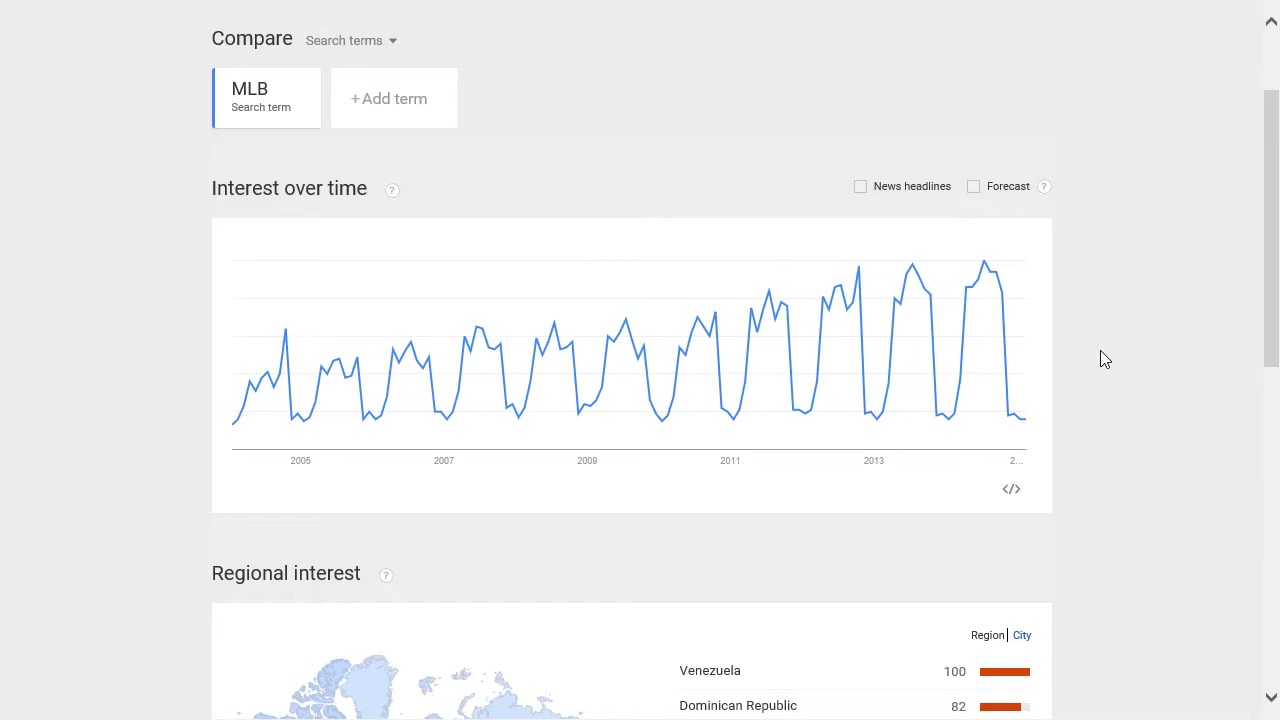 Compare Search terms
MLB
Search term
+Add term
Interest over time ?
News headlines Forecast ?
2005 2007 2009 2011 2013 2...
</>
Regional interest ?
Region City
Venezuela 100
Dominican Republic 82